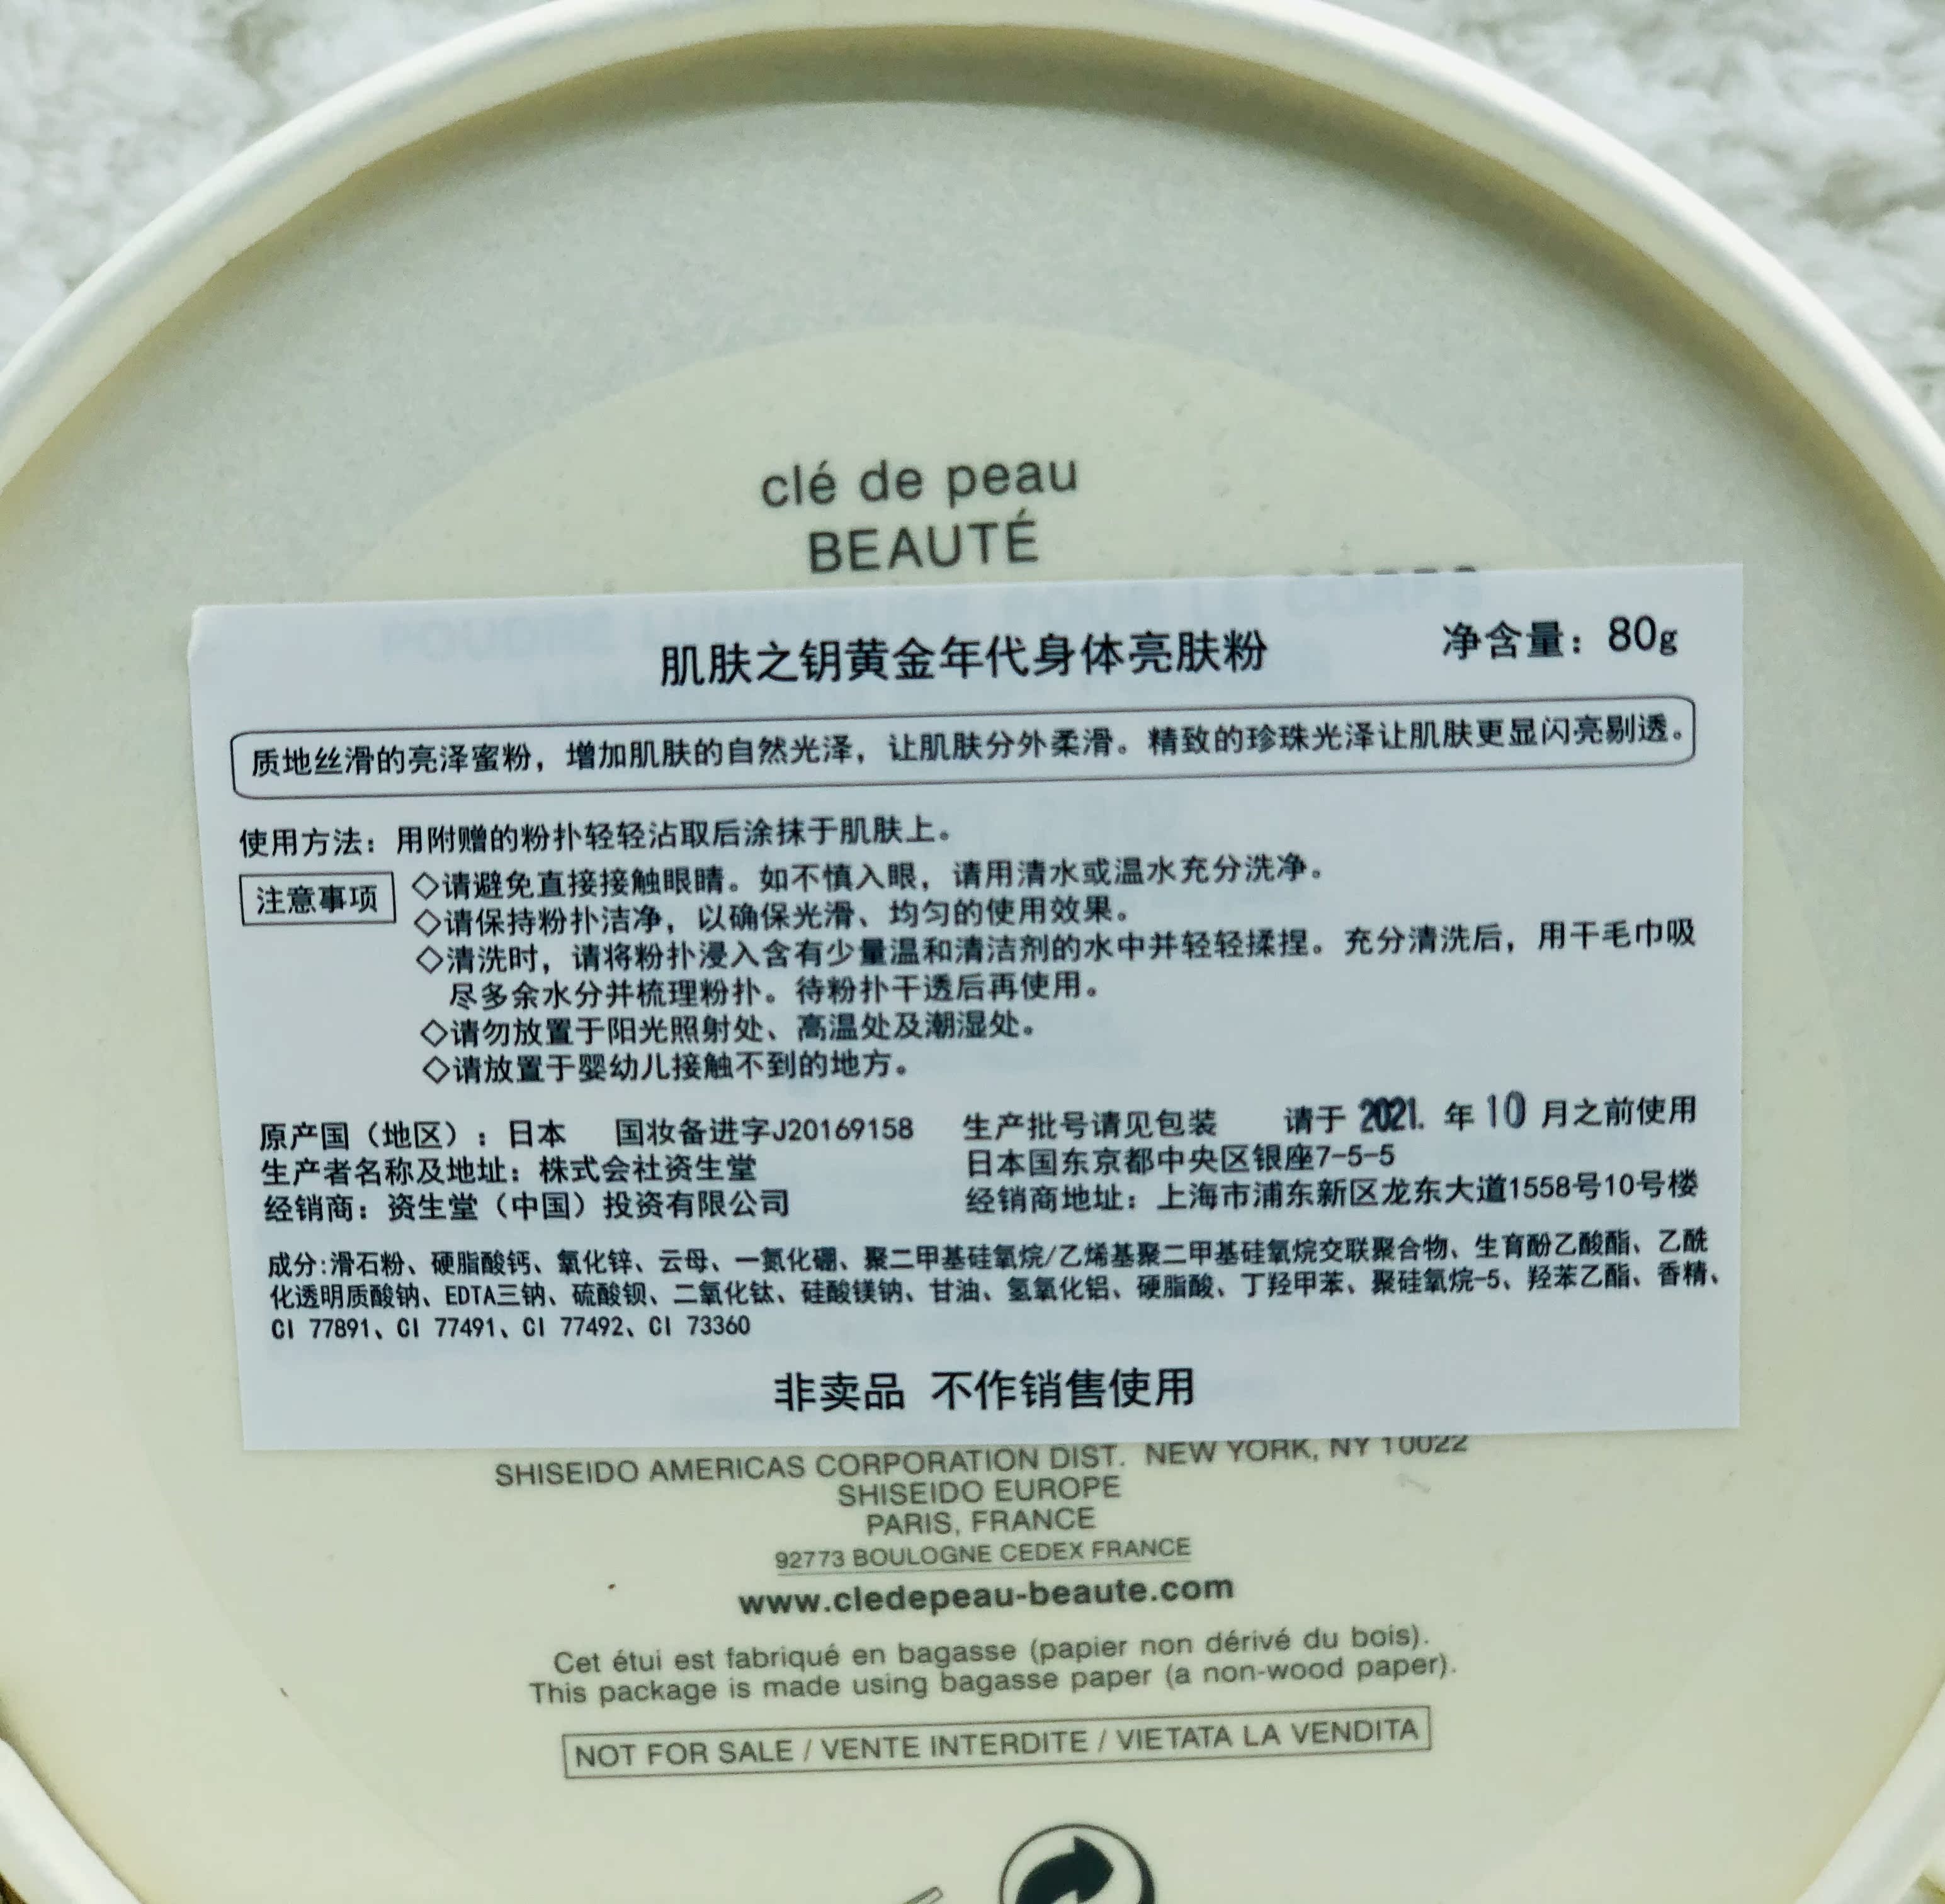 clé de peau
BEAUTÉ
肌肤之钥黄金年代身体亮肤粉 净含量：80g
质地丝滑的亮泽蜜粉，增加肌肤的自然光泽，让肌肤分外柔滑。精致的珍珠光泽让肌肤更显闪亮剔透。
使用方法：用附赠的粉扑轻轻沾取后涂抹于肌肤上。
注意事项 ◇请避免直接接触眼睛。如不慎入眼，请用清水或温水充分洗净。
◇请保持粉扑洁净，以确保光滑、均匀的使用效果。
◇清洗时，请将粉扑浸入含有少量温和清洁剂的水中并轻轻揉捏。充分清洗后，用干毛巾吸
尽多余水分并梳理粉扑。待粉扑干透后再使用。
◇请勿放置于阳光照射处、高温处及潮湿处。
◇请放置于婴幼儿接触不到的地方。
原产国（地区）：日本 国妆备进字J20169158 生产批号请见包装 请于 2021. 年 10 月之前使用
生产者名称及地址：株式会社资生堂 日本国东京都中央区银座7-5-5
经销商：资生堂（中国）投资有限公司 经销商地址：上海市浦东新区龙东大道1558号10号楼
成分:滑石粉、硬脂酸钙、氧化锌、云母、一氮化硼、聚二甲基硅氧烷/乙烯基聚二甲基硅氧烷交联聚合物、生育酚乙酸酯、乙酰
化透明质酸钠、EDTA三钠、硫酸钡、二氧化钛、硅酸镁钠、甘油、氢氧化铝、硬脂酸、丁羟甲苯、聚硅氧烷-5、羟苯乙酯、香精、
CI 77891、CI 77491、CI 77492、CI 73360
非卖品 不作销售使用
SHISEIDO AMERICAS CORPORATION DIST. NEW YORK, NY 10022
SHISEIDO EUROPE
PARIS, FRANCE
92773 BOULOGNE CEDEX FRANCE
www.cledepeau-beaute.com
Cet étui est fabriqué en bagasse (papier non dérivé du bois).
This package is made using bagasse paper (a non-wood paper).
NOT FOR SALE / VENTE INTERDITE / VIETATA LA VENDITA